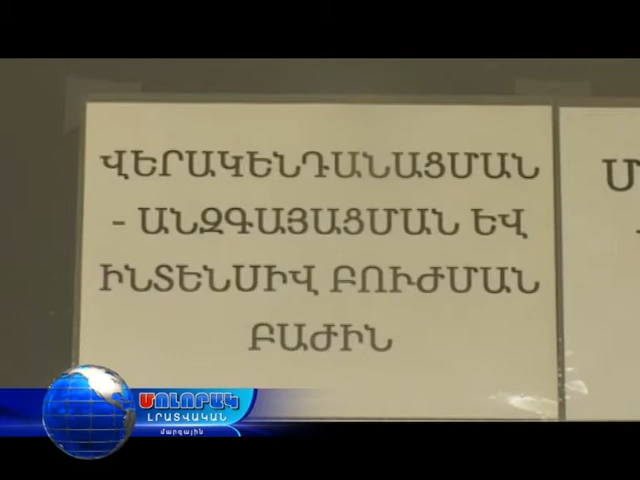 ՎԵՐԱԿԵՆԴԱՆԱՑՄԱՆ
- ԱՆԶԳԱՅԱՑՄԱՆ ԵՎ
ԻՆՏԵՆՍԻՎ ԲՈՒԺՄԱՆ
ԲԱԺԻՆ
Մ
ՄՈԼՈՐԱԿ
ԼՐԱՏՎԱԿԱՆ
մարզային